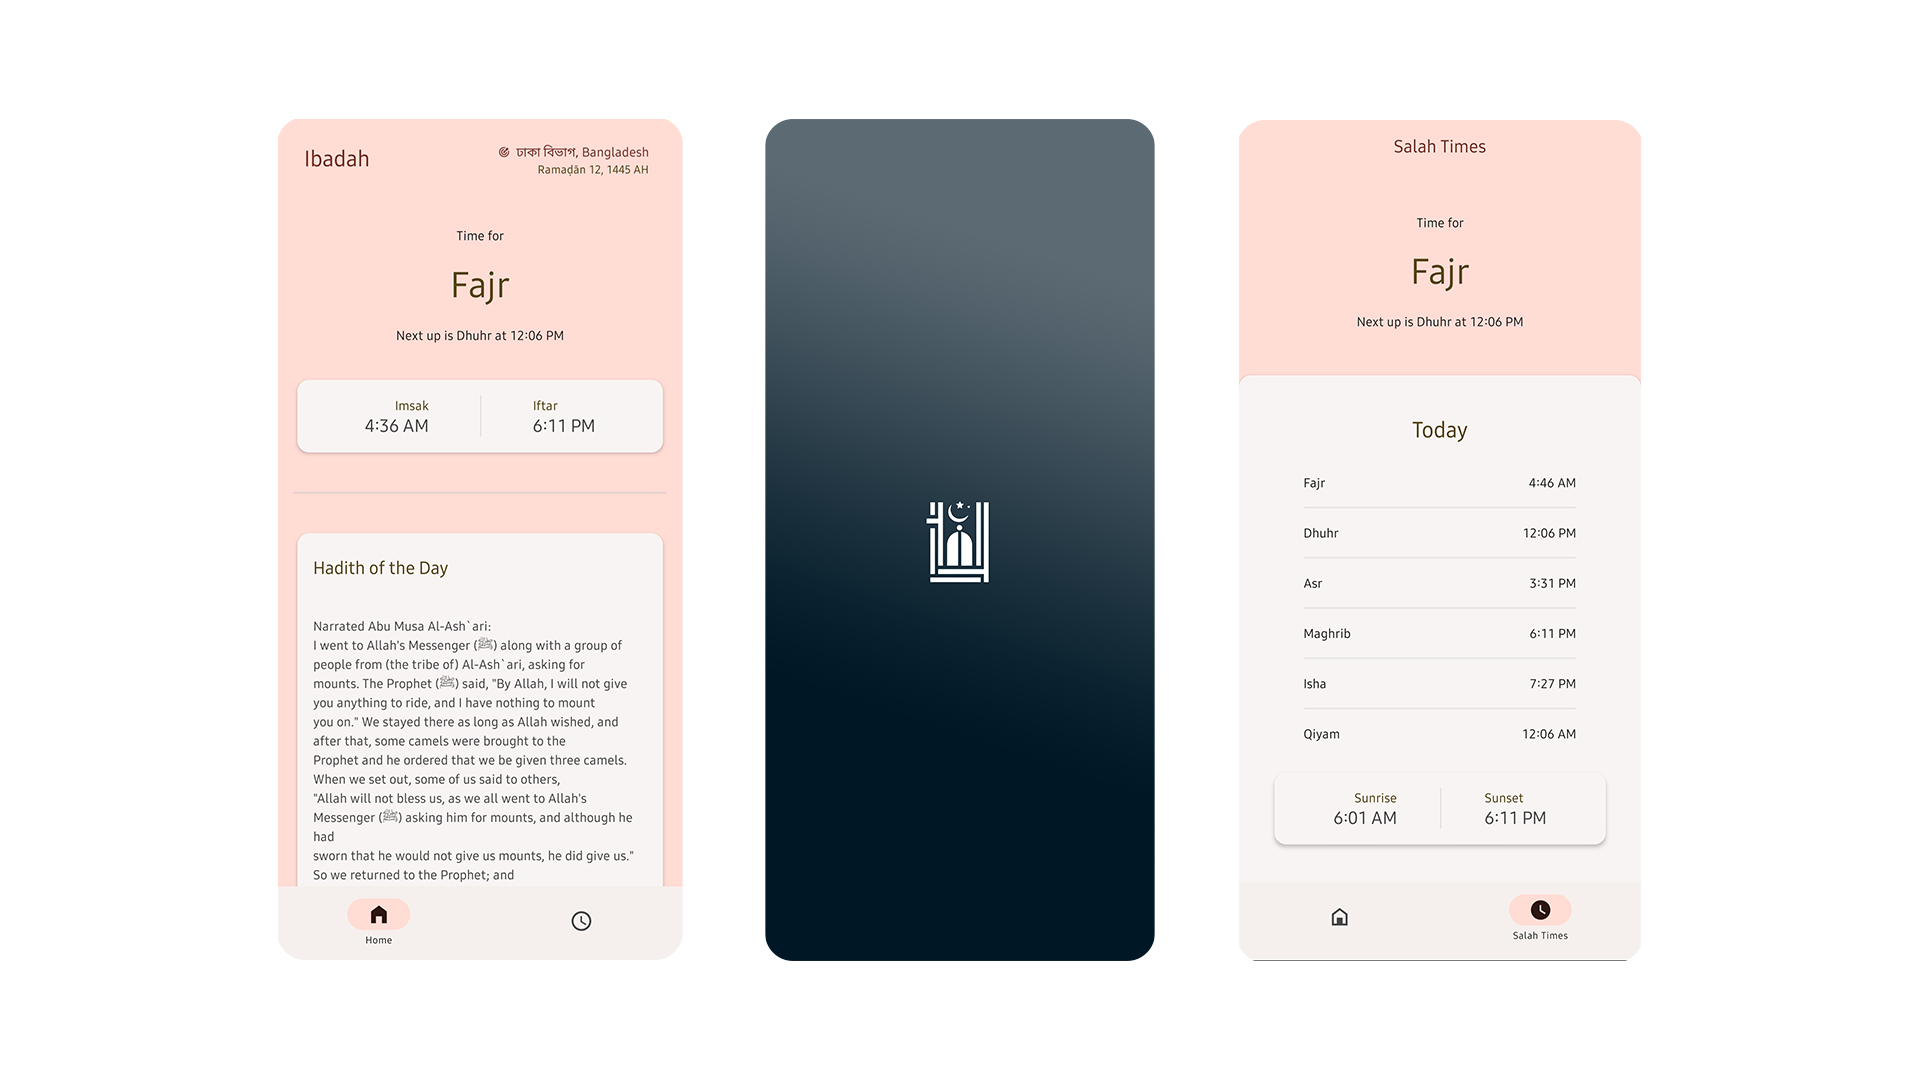 Ibadah
ঢাকা বিভাগ, Bangladesh
Ramaḍān 12, 1445 AH
Time for
Fajr
Next up is Dhuhr at 12:06 PM
Imsak
4:36 AM
Iftar
6:11 PM
Hadith of the Day
Narrated Abu Musa Al-Ash`ari:
I went to Allah's Messenger (ﷺ) along with a group of
people from (the tribe of) Al-Ash`ari, asking for
mounts. The Prophet (ﷺ) said, "By Allah, I will not give
you anything to ride, and I have nothing to mount
you on." We stayed there as long as Allah wished, and
after that, some camels were brought to the
Prophet and he ordered that we be given three camels.
When we set out, some of us said to others,
"Allah will not bless us, as we all went to Allah's
Messenger (ﷺ) asking him for mounts, and although he
had
sworn that he would not give us mounts, he did give us."
So we returned to the Prophet; and
Home
Salah Times
Time for
Fajr
Next up is Dhuhr at 12:06 PM
Today
Fajr 4:46 AM
Dhuhr 12:06 PM
Asr 3:31 PM
Maghrib 6:11 PM
Isha 7:27 PM
Qiyam 12:06 AM
Sunrise
6:01 AM
Sunset
6:11 PM
Salah Times